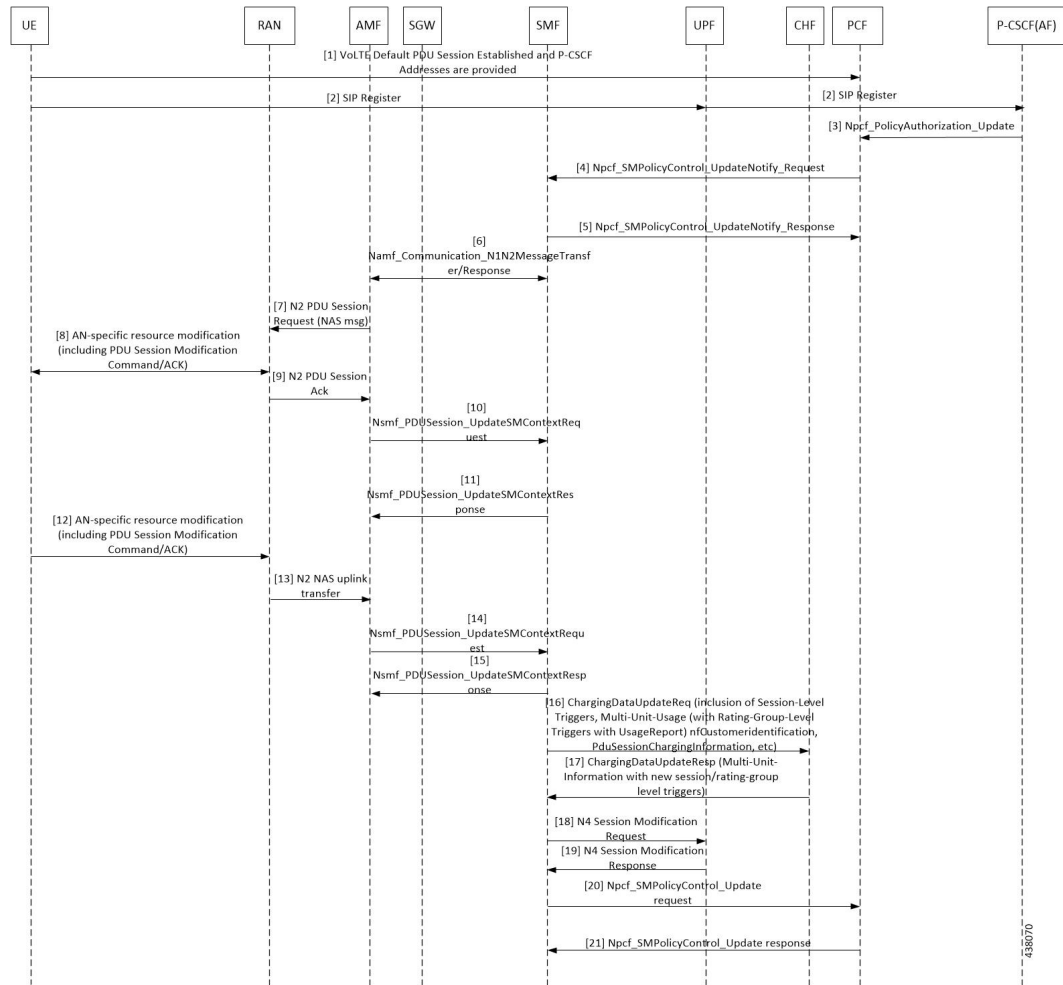 UE
RAN
AMF
SGW
SMF
UPF
CHF
PCF
P-CSCF(AF)
[1] VoLTE Default PDU Session Established and P-CSCF
Addresses are provided
[2] SIP Register
[2] SIP Register
[3] Npcf_PolicyAuthorization_Update
[4] Npcf_SMPolicyControl_UpdateNotify_Request
[5] Npcf_SMPolicyControl_UpdateNotify_Response
[6]
Namf_Communication_N1N2MessageTransf
er/Response
[7] N2 PDU Session
Request (NAS msg)
[8] AN-specific resource modification
(including PDU Session Modification
Command/ACK)
[9] N2 PDU Session
Ack
[10]
Nsmf_PDUSession_UpdateSMContextReq
uest
[11]
Nsmf_PDUSession_UpdateSMContextRes
ponse
[12] AN-specific resource modification
(including PDU Session Modification
Command/ACK)
[13] N2 NAS uplink
transfer
[14]
Nsmf_PDUSession_UpdateSMContextRequ
est
[15]
Nsmf_PDUSession_UpdateSMContextResp
onse
[16] ChargingDataUpdateReq (inclusion of Session-Level
Triggers, Multi-Unit-Usage (with Rating-Group-Level
Triggers with UsageReport) nfCustomeridentification,
PduSessionChargingInformation, etc)
[17] ChargingDataUpdateResp (Multi-Unit-
Information with new session/rating-group
level triggers)
[18] N4 Session Modification
Request
[19] N4 Session Modification
Response
[20] Npcf_SMPolicyControl_Update
request
[21] Npcf_SMPolicyControl_Update response
438070